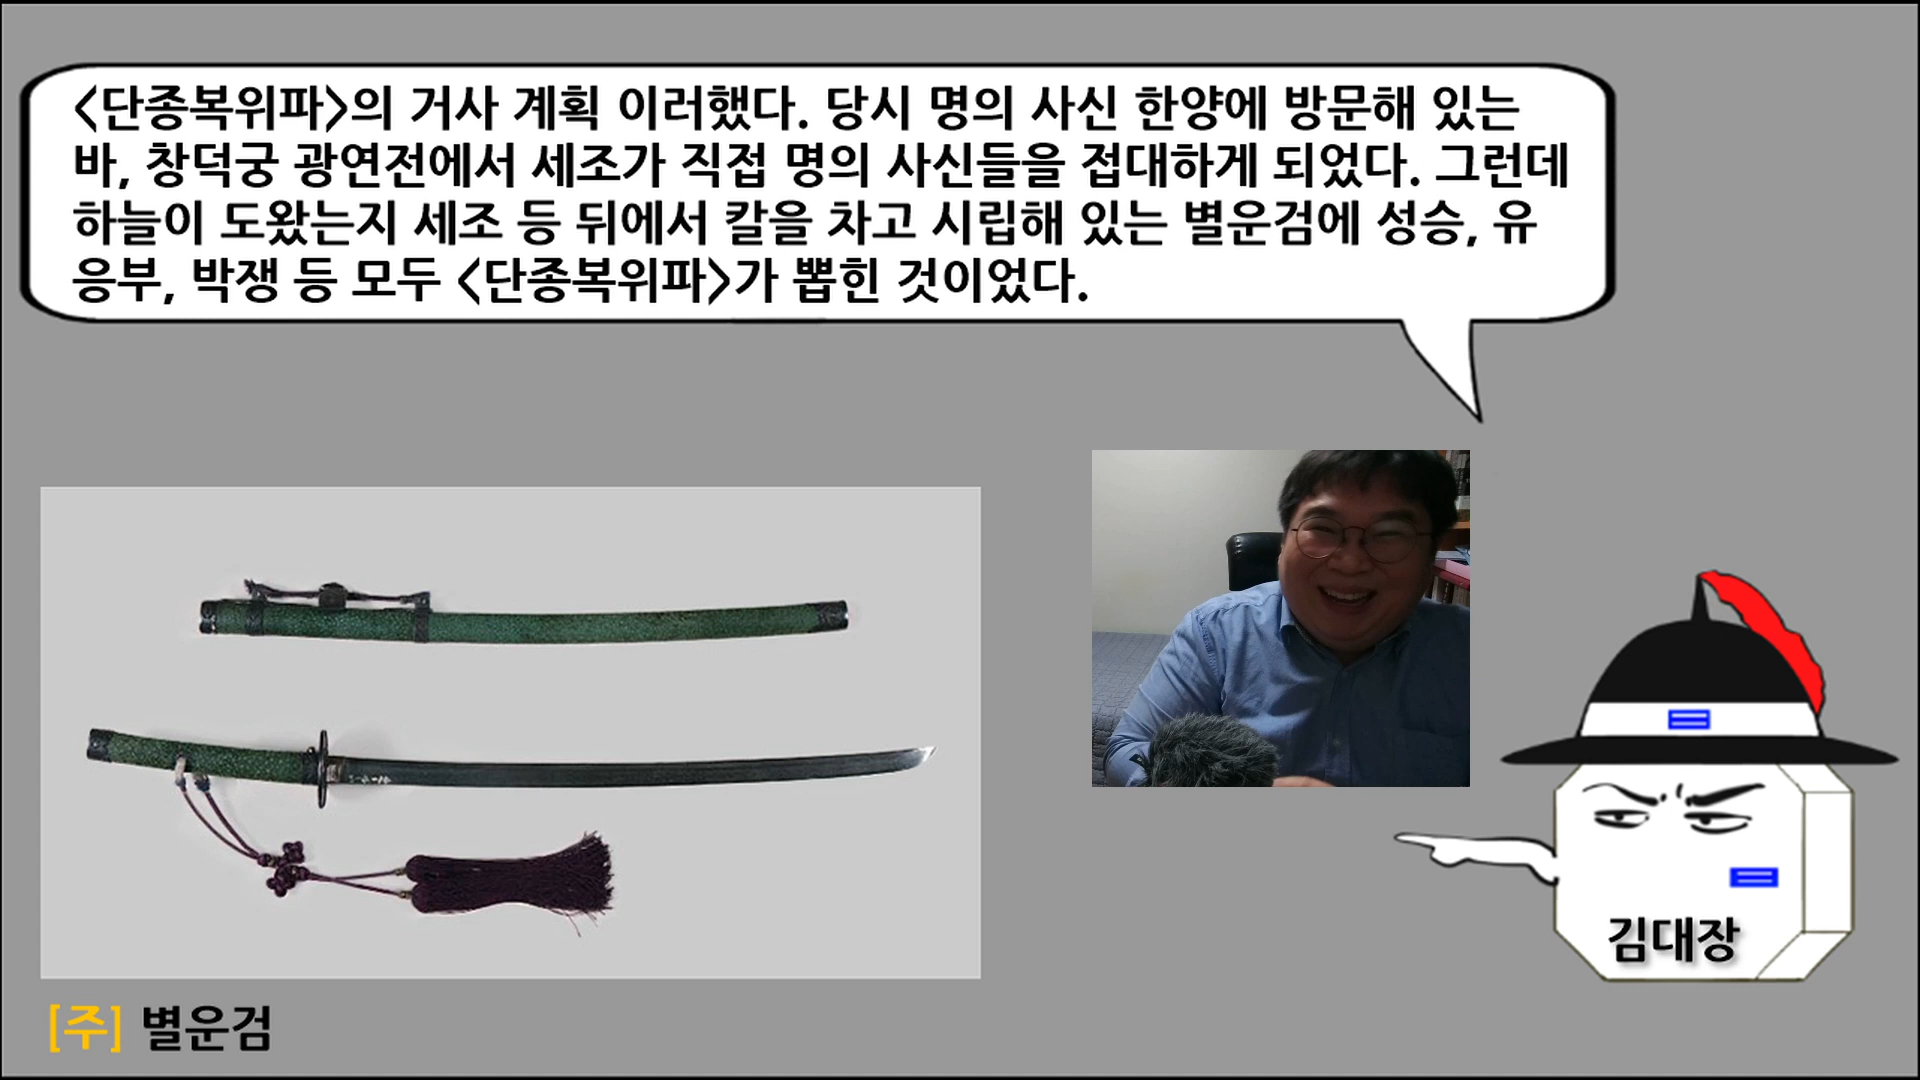 <단종복위파>의 거사 계획 이러했다. 당시 명의 사신 한양에 방문해 있는
바, 창덕궁 광연전에서 세조가 직접 명의 사신들을 접대하게 되었다. 그런데
하늘이 도왔는지 세조 등 뒤에서 칼을 차고 시립해 있는 별운검에 성승, 유
응부, 박쟁 등 모두 <단종복위파>가 뽑힌 것이었다.
김대장
[주] 별운검